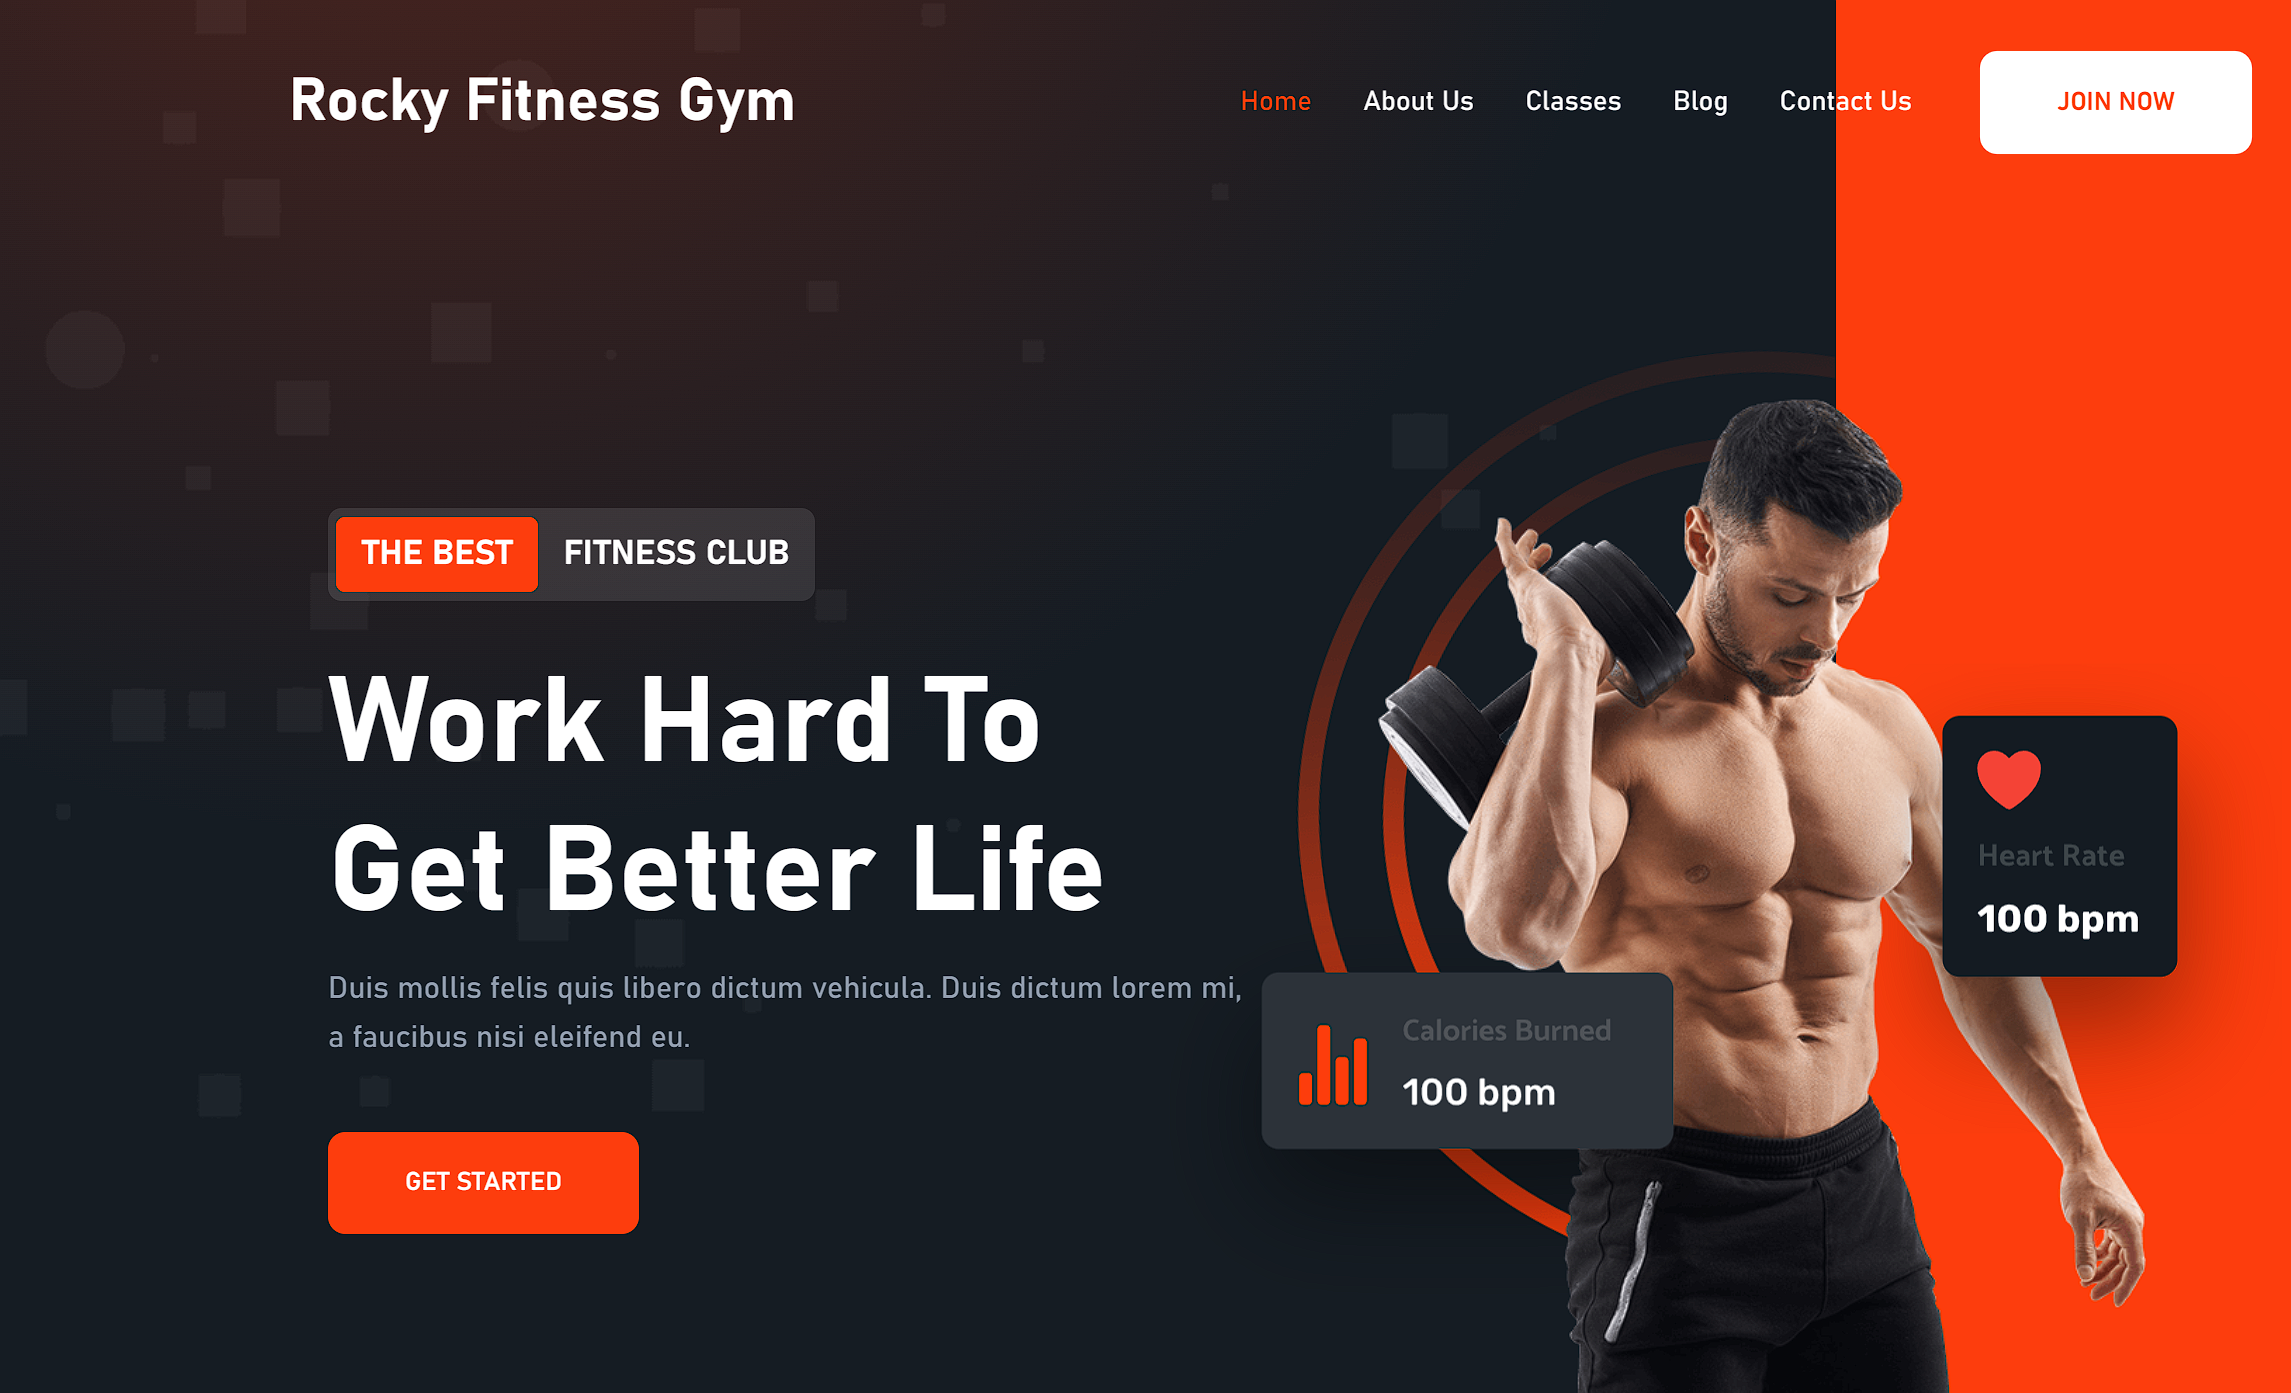 Rocky Fitness Gym
Home About Us Classes Blog Contact Us JOIN NOW
THE BEST FITNESS CLUB
Work Hard To
Get Better Life
Duis mollis felis quis libero dictum vehicula. Duis dictum lorem mi,
a faucibus nisi eleifend eu.
GET STARTED
Heart Rate
100 bpm
Calories Burned
100 bpm